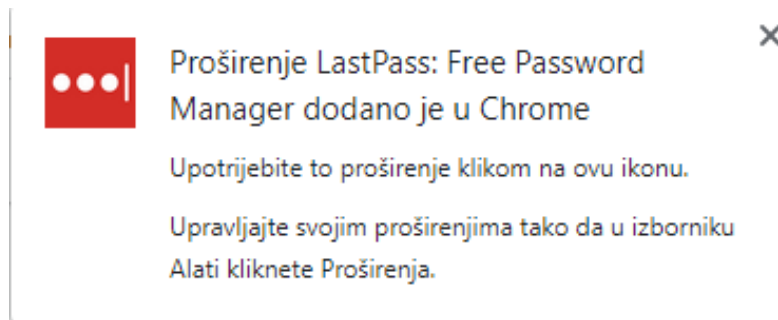 Proširenje LastPass: Free Password
Manager dodano je u Chrome
Upotrijebite to proširenje klikom na ovu ikonu.
Upravljajte svojim proširenjima tako da u izborniku
Alati kliknete Proširenja.